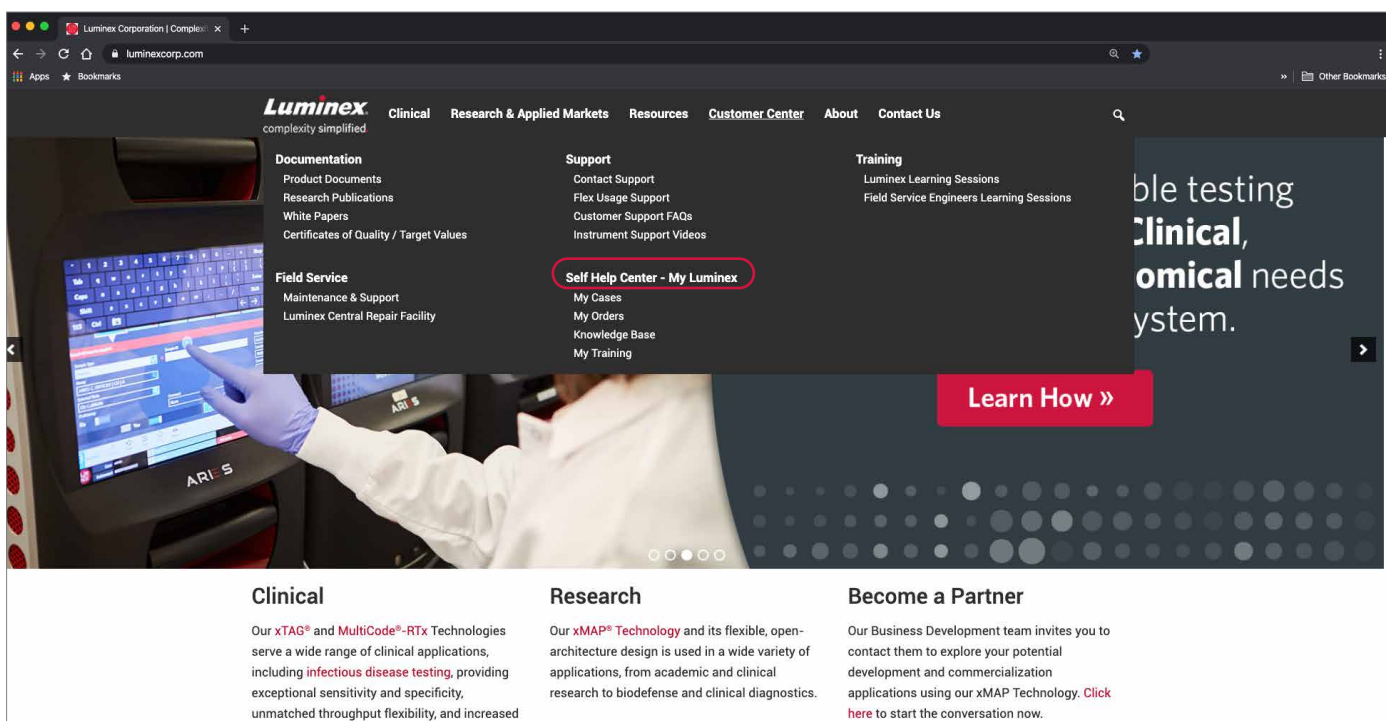 Luminex Corporation | Complexi
luminexcorp.com
Apps
Bookmarks
»
Other Bookmarks
Luminex
complexity simplified.
Clinical Research & Applied Markets Resources Customer Center About Contact Us
Documentation
Product Documents
Research Publications
White Papers
Certificates of Quality / Target Values
Support
Contact Support
Flex Usage Support
Customer Support FAQs
Instrument Support Videos
Training
Luminex Learning Sessions
Field Service Engineers Learning Sessions
Field Service
Maintenance & Support
Luminex Central Repair Facility
Self Help Center - My Luminex
My Cases
My Orders
Knowledge Base
My Training
ble testing
Clinical,
omical needs
ystem.
Learn How »
ARIES
ARIES
Clinical
Our xTAG® and MultiCode®-RTx Technologies
serve a wide range of clinical applications,
including infectious disease testing, providing
exceptional sensitivity and specificity,
unmatched throughput flexibility, and increased
Research
Our xMAP® Technology and its flexible, open-
architecture design is used in a wide variety of
applications, from academic and clinical
research to biodefense and clinical diagnostics.
Become a Partner
Our Business Development team invites you to
contact them to explore your potential
development and commercialization
applications using our xMAP Technology. Click
here to start the conversation now.